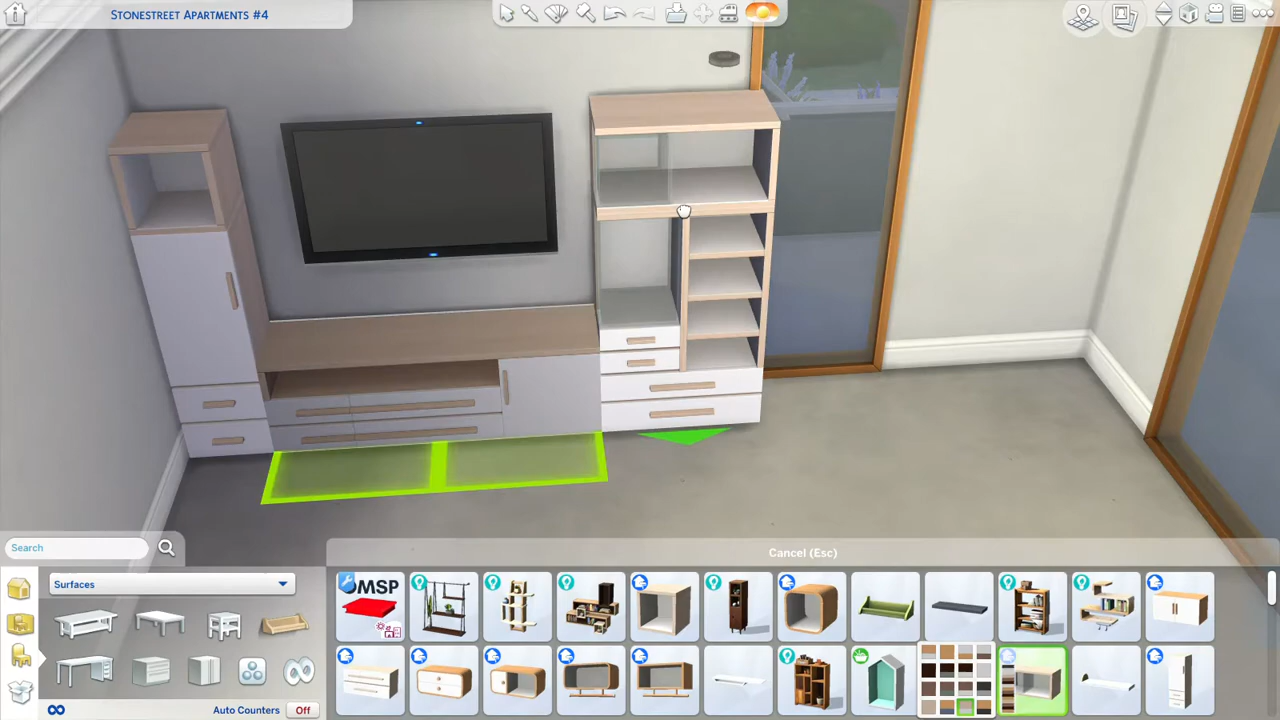 STONESTREET APARTMENTS #4
Search
Cancel (Esc)
Surfaces
MSP
Auto Counters Off